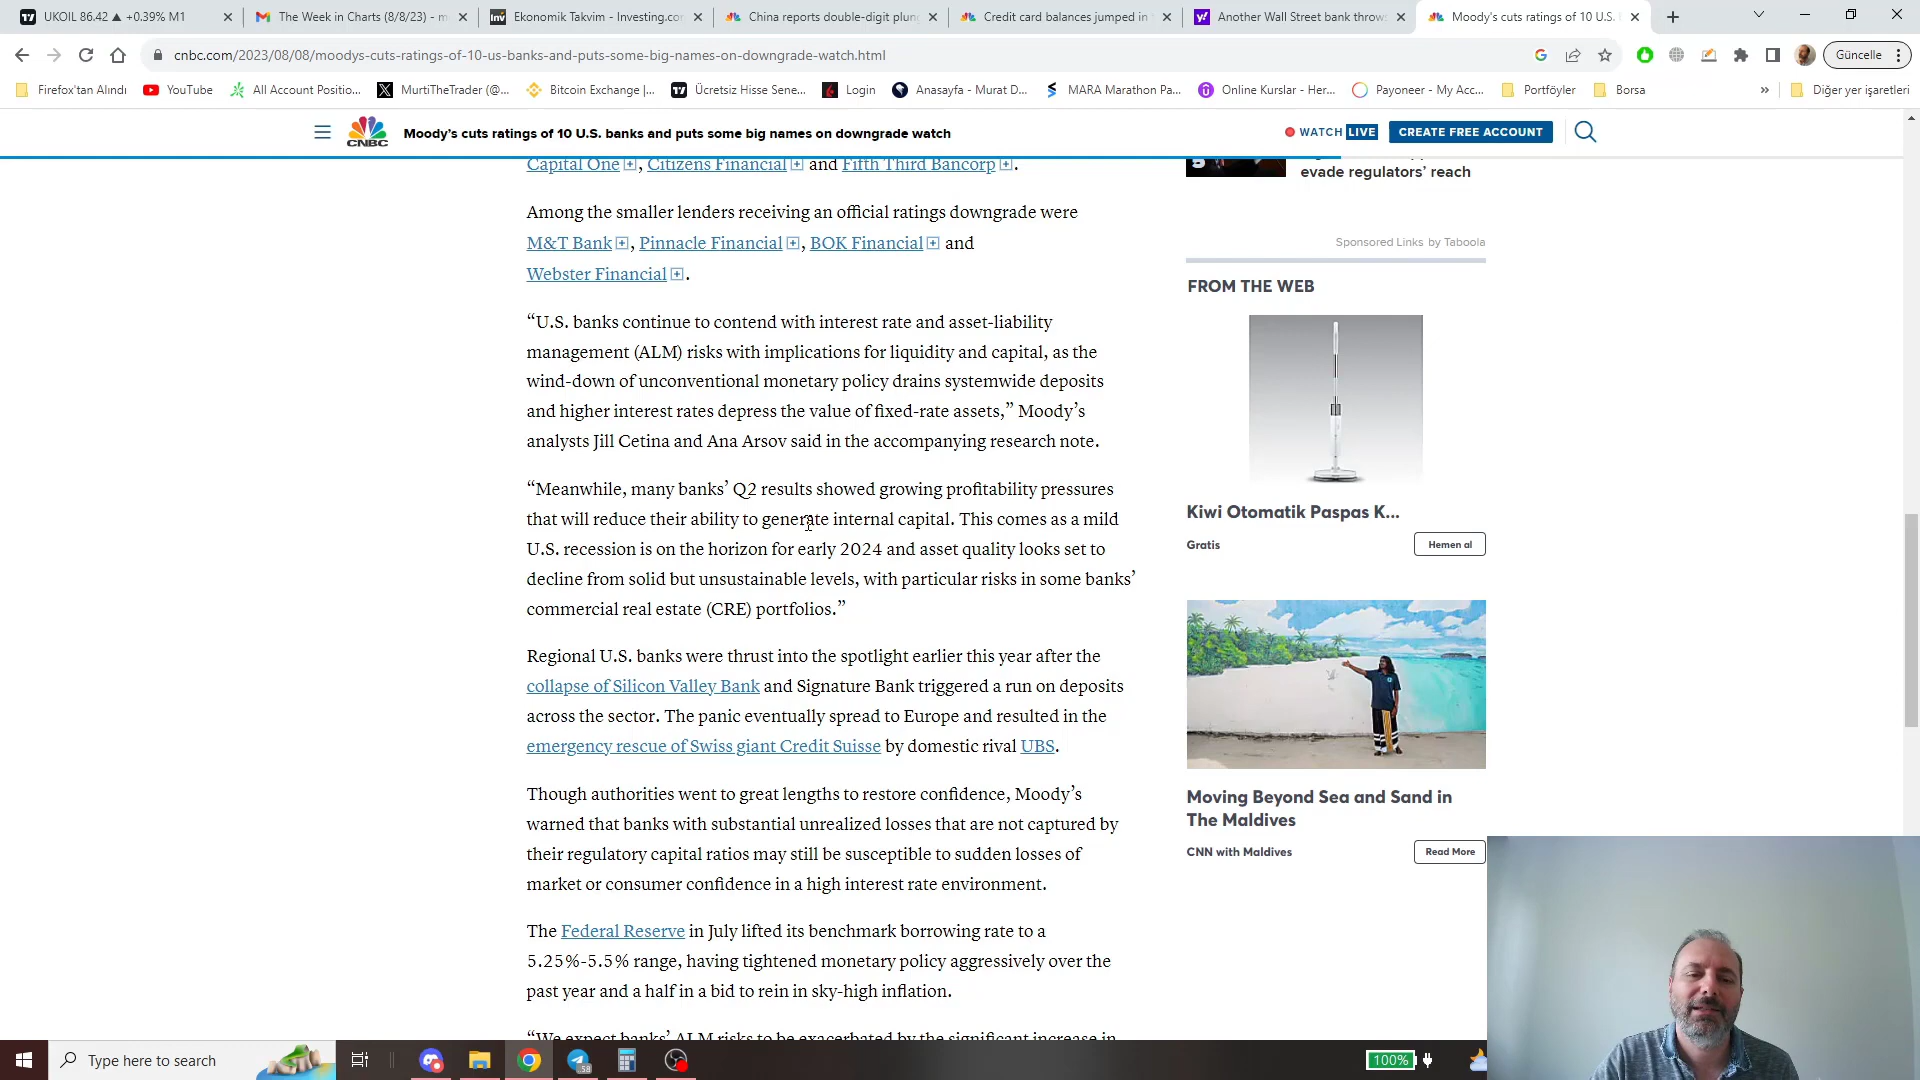 UKOIL 86.42 ▲ +0.39% M1
The Week in Charts (8/8/23) - m
Ekonomik Takvim - Investing.co
China reports double-digit plun
Credit card balances jumped in
Another Wall Street bank throw
Moody's cuts ratings of 10 U.S.
cnbc.com/2023/08/08/moodys-cuts-ratings-of-10-us-banks-and-puts-some-big-names-on-downgrade-watch.html
Güncelle
Firefox'tan Alındı
YouTube
All Account Positio...
MurtiTheTrader (@...
Bitcoin Exchange |...
Ücretsiz Hisse Sene...
Login
Anasayfa - Murat D...
MARA Marathon Pa...
Online Kurslar - Her...
Payoneer - My Acc...
Portföyler
Borsa
»
Diğer yer işaretleri
CNBC
Moody's cuts ratings of 10 U.S. banks and puts some big names on downgrade watch
WATCH LIVE
CREATE FREE ACCOUNT
Capital One, Citizens Financial and Fifth Third Bancorp.
Among the smaller lenders receiving an official ratings downgrade were
M&T Bank, Pinnacle Financial, BOK Financial and
Webster Financial.
“U.S. banks continue to contend with interest rate and asset-liability
management (ALM) risks with implications for liquidity and capital, as the
wind-down of unconventional monetary policy drains systemwide deposits
and higher interest rates depress the value of fixed-rate assets,” Moody’s
analysts Jill Cetina and Ana Arsov said in the accompanying research note.
“Meanwhile, many banks’ Q2 results showed growing profitability pressures
that will reduce their ability to generate internal capital. This comes as a mild
U.S. recession is on the horizon for early 2024 and asset quality looks set to
decline from solid but unsustainable levels, with particular risks in some banks’
commercial real estate (CRE) portfolios.”
Regional U.S. banks were thrust into the spotlight earlier this year after the
collapse of Silicon Valley Bank and Signature Bank triggered a run on deposits
across the sector. The panic eventually spread to Europe and resulted in the
emergency rescue of Swiss giant Credit Suisse by domestic rival UBS.
Though authorities went to great lengths to restore confidence, Moody’s
warned that banks with substantial unrealized losses that are not captured by
their regulatory capital ratios may still be susceptible to sudden losses of
market or consumer confidence in a high interest rate environment.
The Federal Reserve in July lifted its benchmark borrowing rate to a
5.25%-5.5% range, having tightened monetary policy aggressively over the
past year and a half in a bid to rein in sky-high inflation.
“We expect banks’ ALM risks to be exacerbated by the significant increase in
evade regulators’ reach
Sponsored Links by Taboola
FROM THE WEB
Kiwi Otomatik Paspas K...
Gratis
Hemen al
Moving Beyond Sea and Sand in
The Maldives
CNN with Maldives
Read More
Type here to search
58
100%